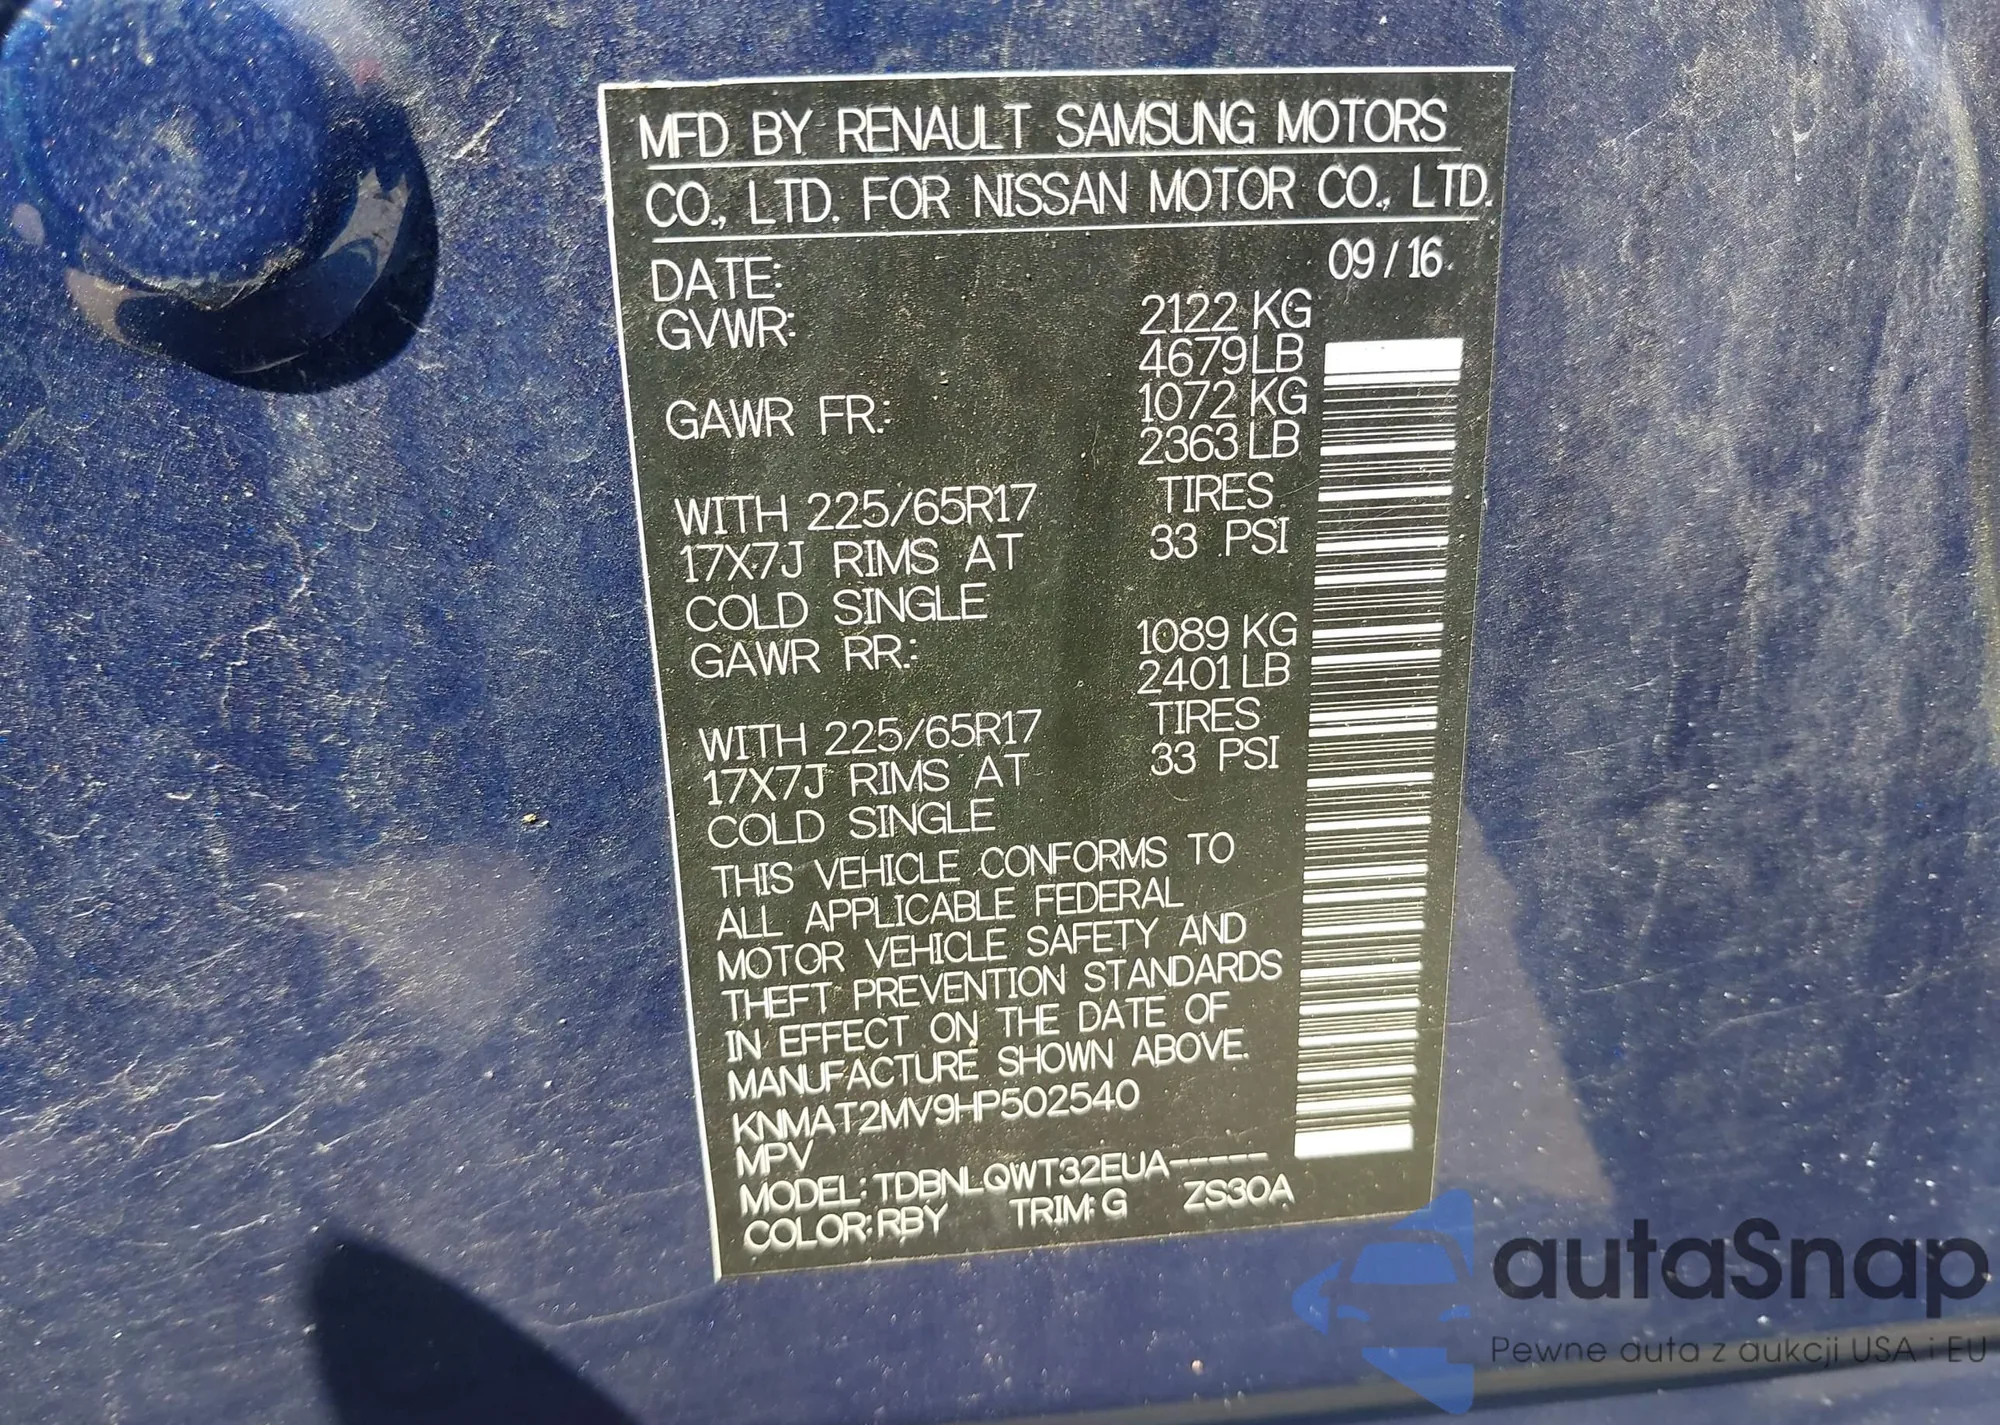 MFD BY RENAULT SAMSUNG MOTORS
CO., LTD. FOR NISSAN MOTOR CO., LTD.
DATE: 09/16
GVWR: 2122 KG
4679 LB
GAWR FR: 1072 KG
2363 LB
WITH 225/65R17 TIRES
17X7J RIMS AT 33 PSI
COLD SINGLE
GAWR RR: 1089 KG
2401 LB
WITH 225/65R17 TIRES
17X7J RIMS AT 33 PSI
COLD SINGLE
THIS VEHICLE CONFORMS TO
ALL APPLICABLE FEDERAL
MOTOR VEHICLE SAFETY AND
THEFT PREVENTION STANDARDS
IN EFFECT ON THE DATE OF
MANUFACTURE SHOWN ABOVE.
KNMAT2MV9HP502540
MPV
MODEL: TDBNLQWT32EUA-----
COLOR: RBY TRIM: G ZS30A
autaSnap
Pewne auta z aukcji USA i EU